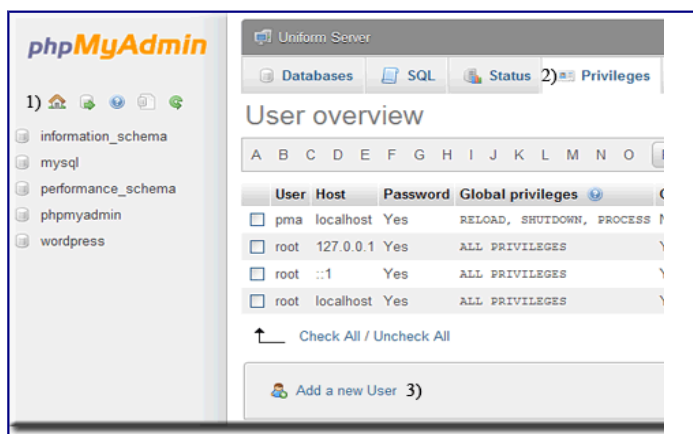 phpMyAdmin
1)
information_schema
mysql
performance_schema
phpmyadmin
wordpress
Uniform Server
Databases SQL Status 2) Privileges
User overview
A B C D E F G H I J K L M N O
User Host Password Global privileges
pma localhost Yes RELOAD, SHUTDOWN, PROCESS
root 127.0.0.1 Yes ALL PRIVILEGES
root ::1 Yes ALL PRIVILEGES
root localhost Yes ALL PRIVILEGES
Check All / Uncheck All
Add a new User 3)